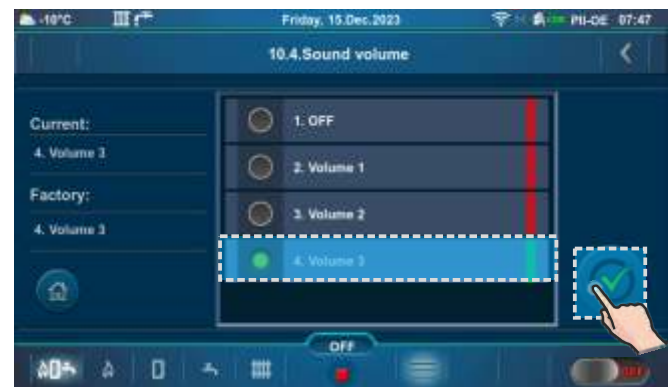 -10°C
Friday, 15.Dec.2023
PII-OE 07:47
10.4.Sound volume
Current:
4. Volume 3
Factory:
4. Volume 3
1. OFF
2. Volume 1
3. Volume 2
4. Volume 3
OFF
OFF